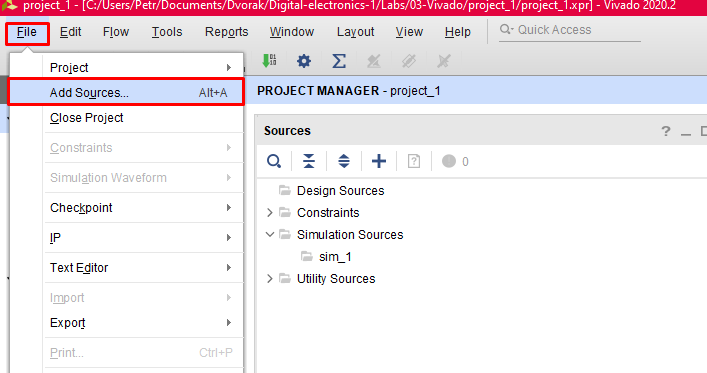 project_1 - [C:/Users/Petr/Documents/Dvorak/Digital-electronics-1/Labs/03-Vivado/project_1/project_1.xpr] - Vivado 2020.2
File Edit Flow Tools Reports Window Layout View Help Quick Access
Project
Add Sources... Alt+A
Close Project
Constraints
Simulation Waveform
Checkpoint
IP
Text Editor
Import
Export
Print... Ctrl+P
PROJECT MANAGER - project_1
Sources
0
Design Sources
Constraints
Simulation Sources
sim_1
Utility Sources